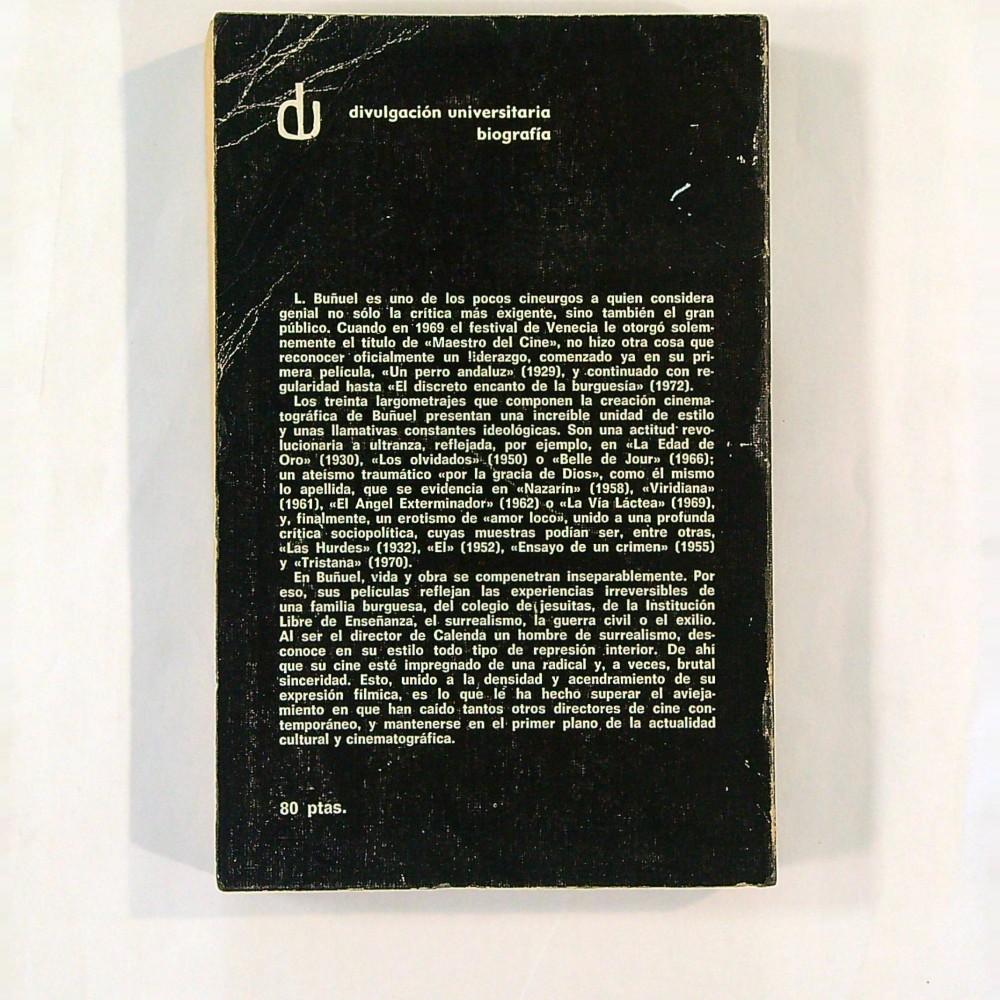 du
divulgación universitaria
biografía
L. Buñuel es uno de los pocos cineurgos a quien considera
genial no sólo la crítica más exigente, sino también el gran
público. Cuando en 1969 el festival de Venecia le otorgó solem-
nemente el título de «Maestro del Cine», no hizo otra cosa que
reconocer oficialmente un liderazgo, comenzado ya en su pri-
mera película, «Un perro andaluz» (1929), y continuado con re-
gularidad hasta «El discreto encanto de la burguesía» (1972).
Los treinta largometrajes que componen la creación cinema-
tográfica de Buñuel presentan una increíble unidad de estilo
y unas llamativas constantes ideológicas. Son una actitud revo-
lucionaria a ultranza, reflejada, por ejemplo, en «La Edad de
Oro» (1930), «Los olvidados» (1950) o «Belle de Jour» (1966);
un ateísmo traumático «por la gracia de Dios», como él mismo
lo apellida, que se evidencia en «Nazarín» (1958), «Viridiana»
(1961), «El Angel Exterminador» (1962) o «La Vía Láctea» (1969),
y, finalmente, un erotismo de «amor loco», unido a una profunda
crítica sociopolítica, cuyas muestras podían ser, entre otras,
«Las Hurdes» (1932), «El» (1952), «Ensayo de un crimen» (1955)
y «Tristana» (1970).
En Buñuel, vida y obra se compenetran inseparablemente. Por
eso, sus películas reflejan las experiencias irreversibles de
una familia burguesa, del colegio de jesuitas, de la Institución
Libre de Enseñanza, el surrealismo, la guerra civil o el exilio.
Al ser el director de Calenda un hombre de surrealismo, des-
conoce en su estilo todo tipo de represión interior. De ahí
que su cine esté impregnado de una radical y, a veces, brutal
sinceridad. Esto, unido a la densidad y acendramiento de su
expresión fílmica, es lo que le ha hecho superar el avieja-
miento en que han caído tantos otros directores de cine con-
temporáneo, y mantenerse en el primer plano de la actualidad
cultural y cinematográfica.
80 ptas.